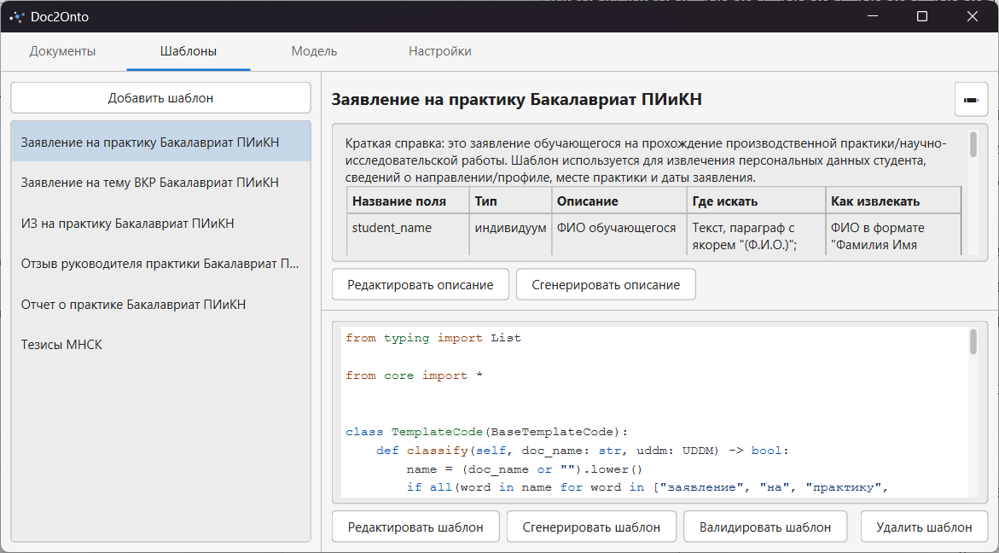 Doc2Onto
Документы Шаблоны Модель Настройки
Добавить шаблон
Заявление на практику Бакалавриат ПИиКН
Заявление на тему ВКР Бакалавриат ПИиКН
ИЗ на практику Бакалавриат ПИиКН
Отзыв руководителя практики Бакалавриат П...
Отчет о практике Бакалавриат ПИиКН
Тезисы МНСК
Заявление на практику Бакалавриат ПИиКН
Краткая справка: это заявление обучающегося на прохождение производственной практики/научно-
исследовательской работы. Шаблон используется для извлечения персональных данных студента,
сведений о направлении/профиле, месте практики и даты заявления.
Название поля Тип Описание Где искать Как извлекать
student_name индивидуум ФИО обучающегося Текст, параграф с ФИО в формате
якорем "(Ф.И.О.)"; "Фамилия Имя
Редактировать описание Сгенерировать описание
from typing import List
from core import *
class TemplateCode(BaseTemplateCode):
def classify(self, doc_name: str, uddm: UDDM) -> bool:
name = (doc_name or "").lower()
if all(word in name for word in ["заявление", "на", "практику",
Редактировать шаблон Сгенерировать шаблон Валидировать шаблон Удалить шаблон